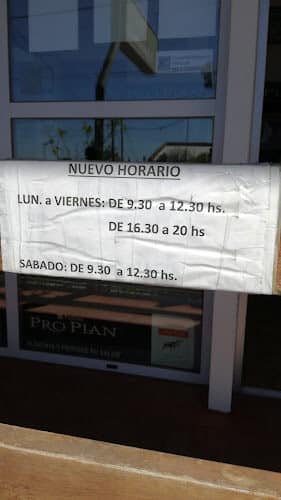 NUEVO HORARIO
LUN. a VIERNES: DE 9.30 a 12.30 hs.
DE 16.30 a 20 hs
SABADO: DE 9.30 a 12.30 hs.
PRO PLAN